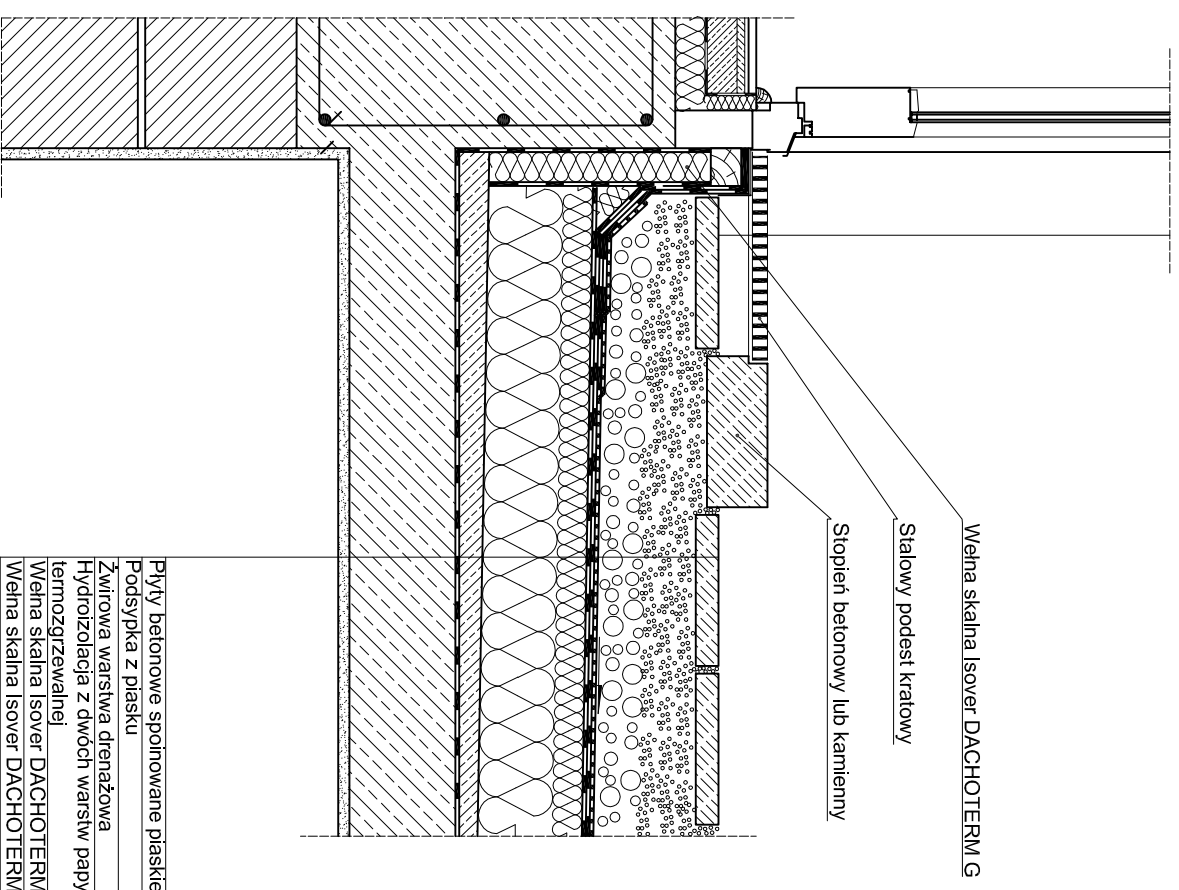 Wełna skalna Isover DACHOTERM G
Stalowy podest kratowy
Stopień betonowy lub kamienny
Płyty betonowe spoinowane piaskie
Podsypka z piasku
Żwirowa warstwa drenażowa
Hydroizolacja z dwóch warstw papy
termozgrzewalnej
Wełna skalna Isover DACHOTERM
Wełna skalna Isover DACHOTERM